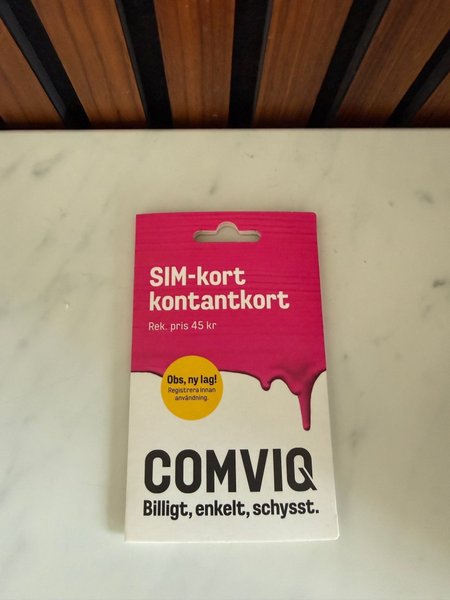 SIM-kort
kontantkort
Rek. pris 45 kr
Obs, ny lag!
Registrera innan
användning.
COMVIQ
Billigt, enkelt, schysst.